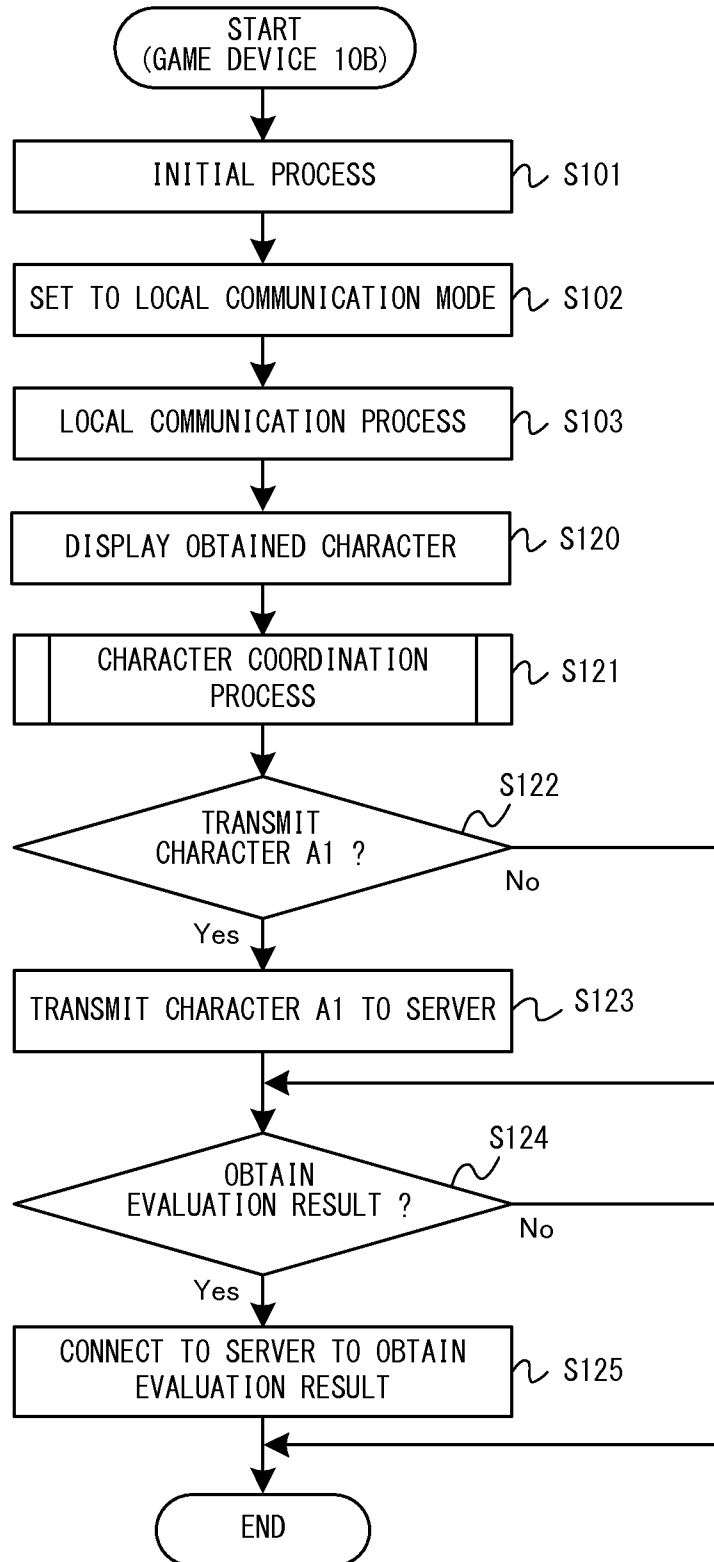 START
(GAME DEVICE 10B)
INITIAL PROCESS
S101
SET TO LOCAL COMMUNICATION MODE
S102
LOCAL COMMUNICATION PROCESS
S103
DISPLAY OBTAINED CHARACTER
S120
CHARACTER COORDINATION
PROCESS
S121
S122
TRANSMIT
CHARACTER A1 ?
No
Yes
TRANSMIT CHARACTER A1 TO SERVER
S123
S124
OBTAIN
EVALUATION RESULT ?
No
Yes
CONNECT TO SERVER TO OBTAIN
EVALUATION RESULT
S125
END